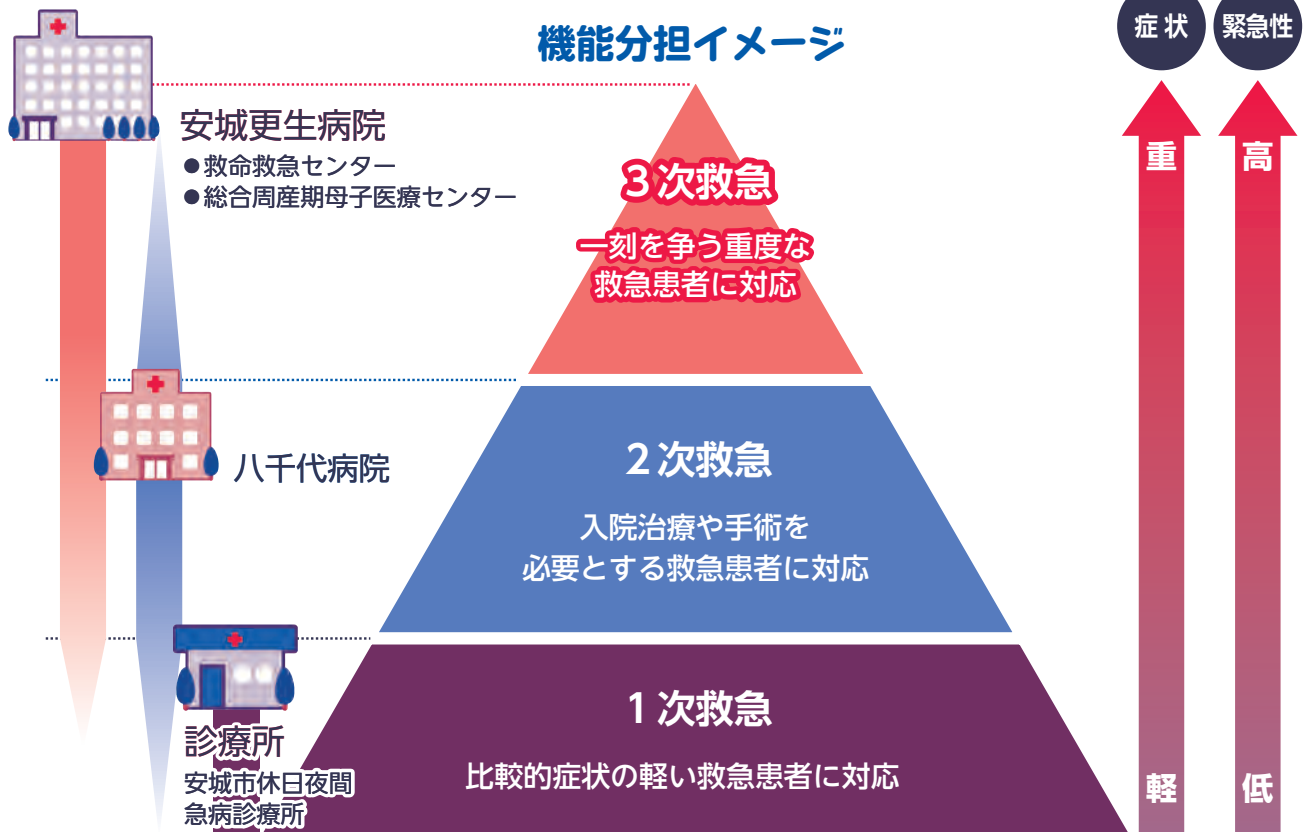 機能分担イメージ
症状
緊急性
安城更生病院
●救命救急センター
●総合周産期母子医療センター
3次救急
一刻を争う重度な
救急患者に対応
重
高
八千代病院
2次救急
入院治療や手術を
必要とする救急患者に対応
診療所
安城市休日夜間
急病診療所
1次救急
比較的症状の軽い救急患者に対応
軽
低